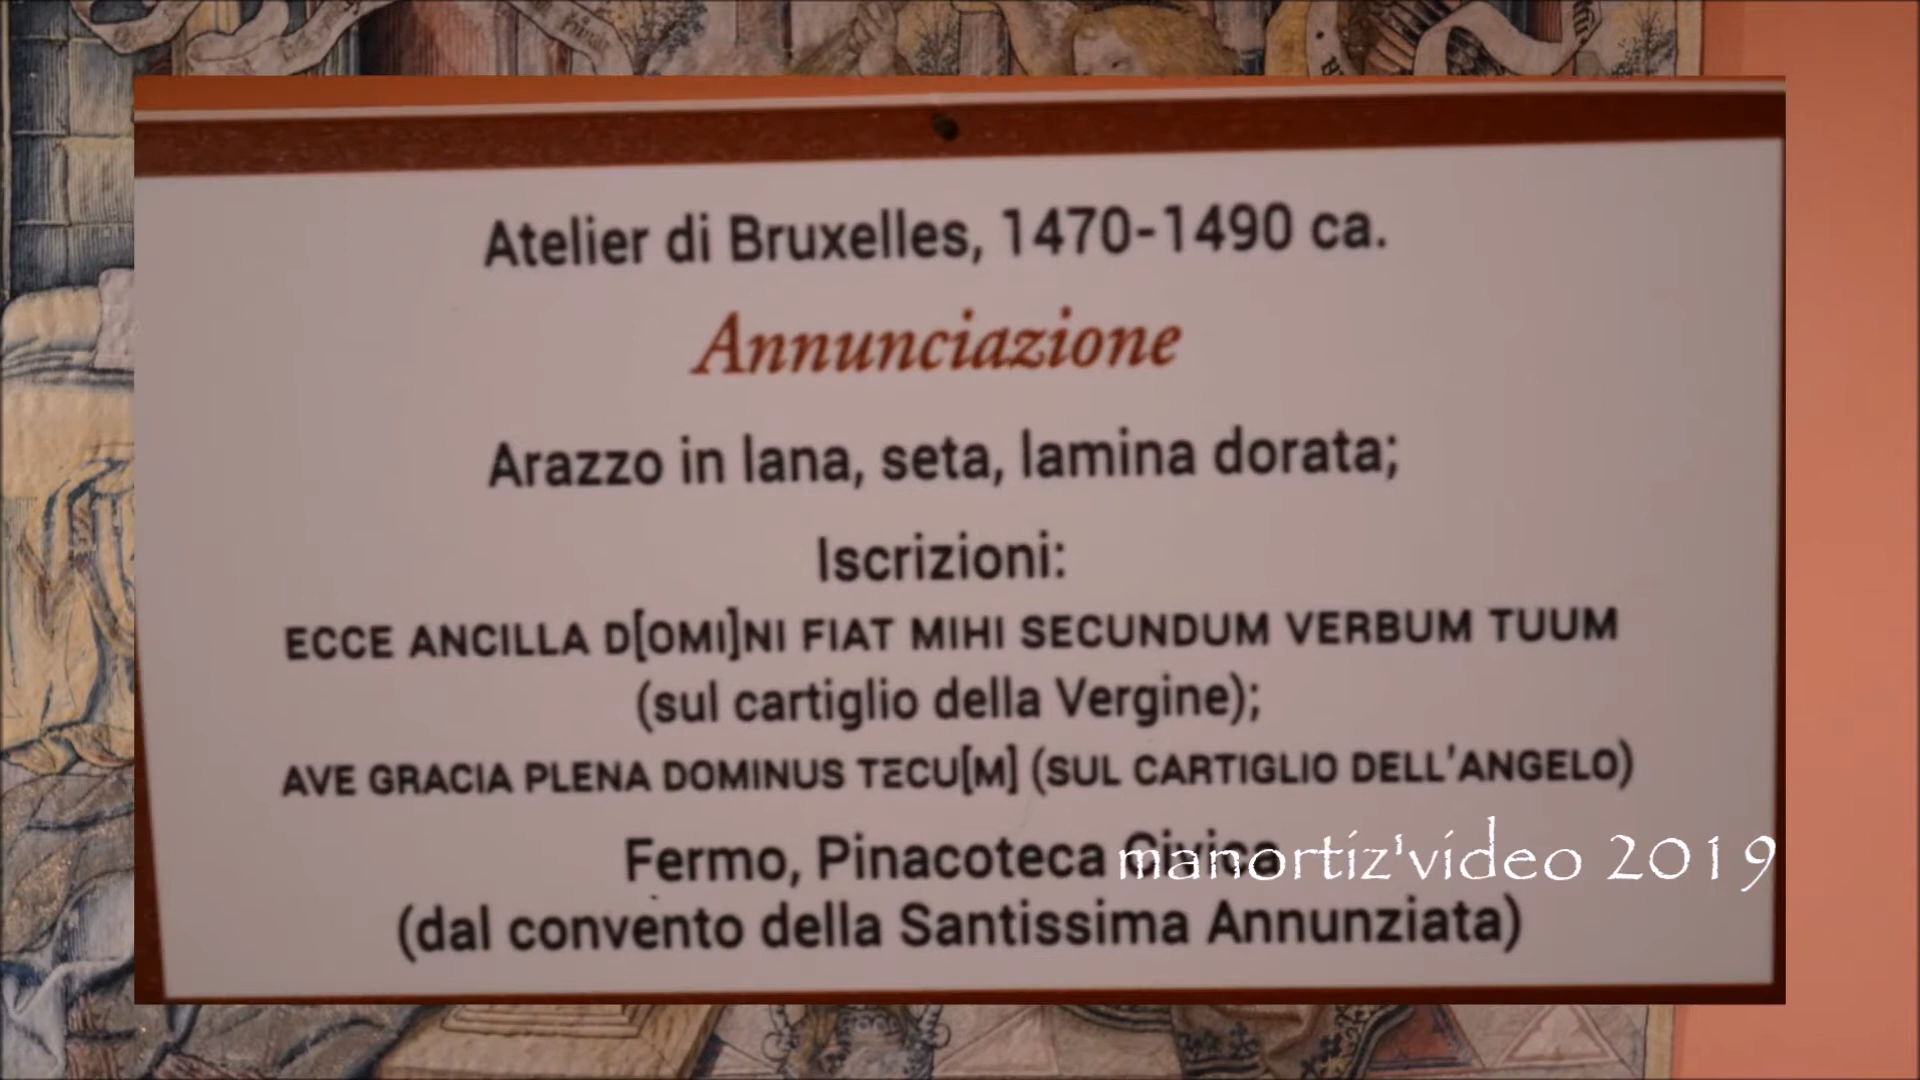 Atelier di Bruxelles, 1470-1490 ca.
Annunciazione
Arazzo in lana, seta, lamina dorata;
Iscrizioni:
ECCE ANCILLA D[OMI]NI FIAT MIHI SECUNDUM VERBUM TUUM
(sul cartiglio della Vergine);
AVE GRACIA PLENA DOMINUS TECU[M] (SUL CARTIGLIO DELL'ANGELO)
Fermo, Pinacoteca Civica
manortiz'video 2019
(dal convento della Santissima Annunziata)